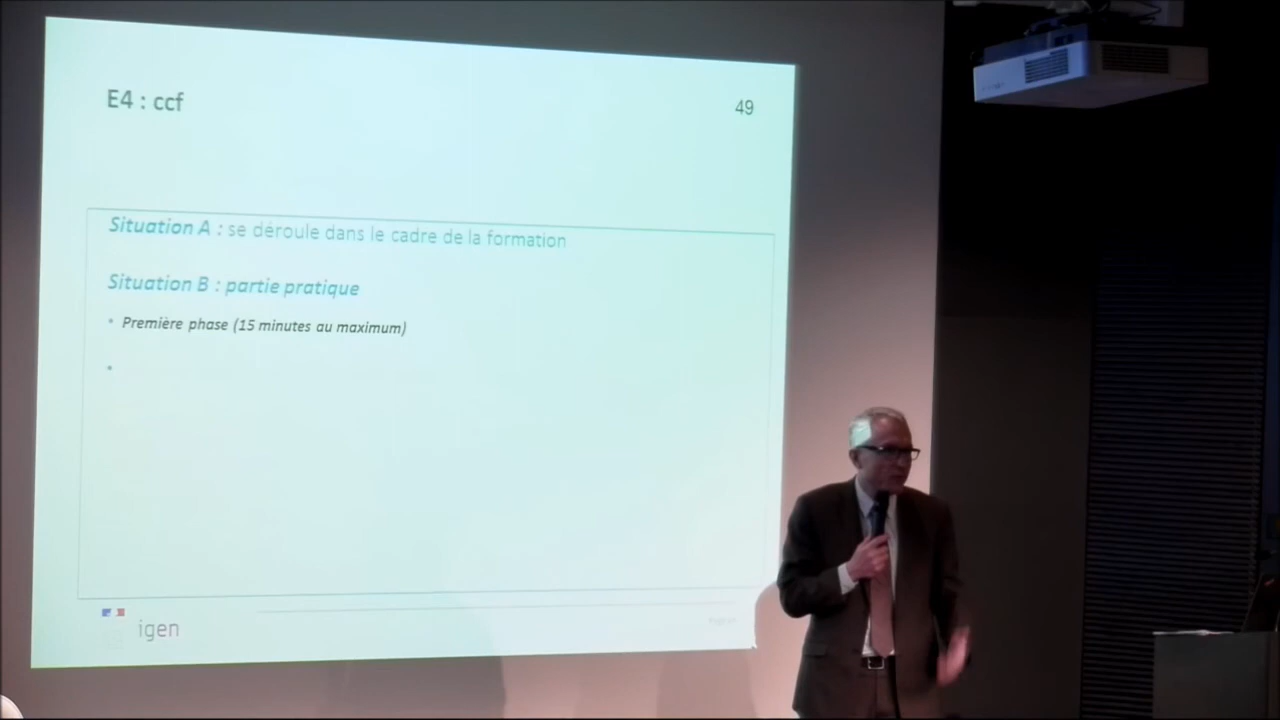 E4 : ccf
49
Situation A : se déroule dans le cadre de la formation
Situation B : partie pratique
• Première phase (15 minutes au maximum)
•
igen